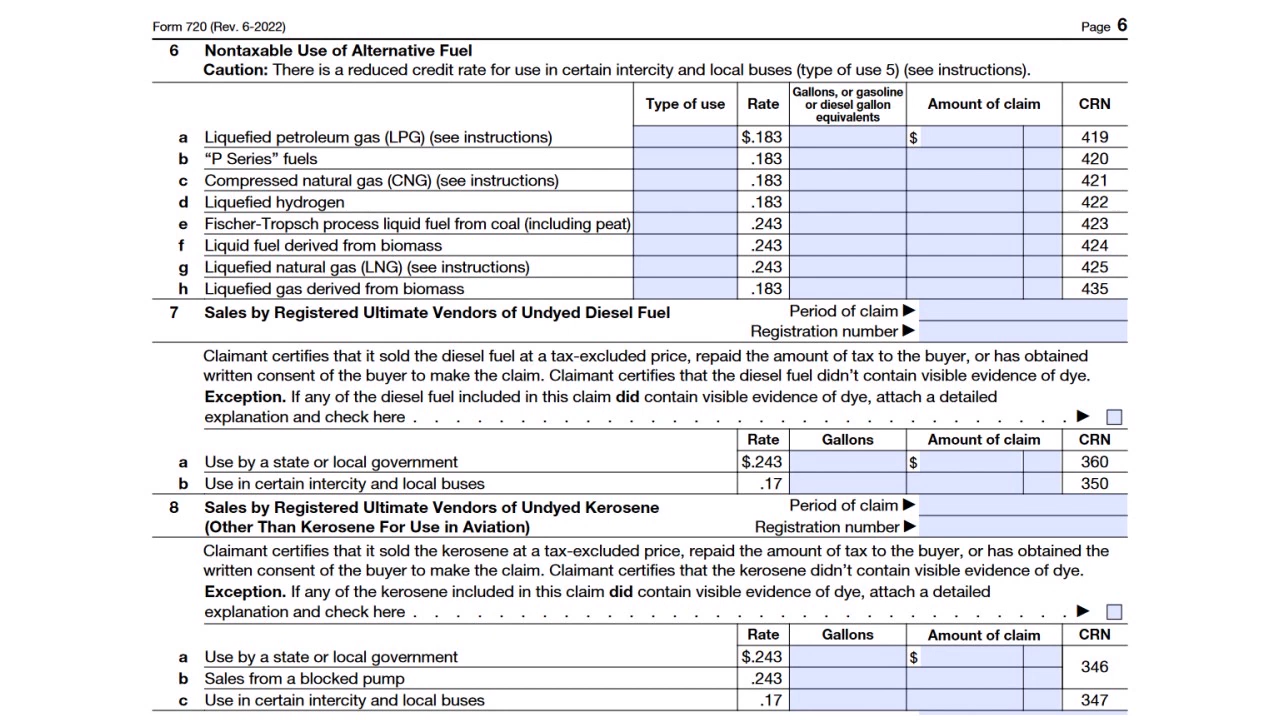 Form 720 (Rev. 6-2022) Page 6
6 Nontaxable Use of Alternative Fuel
Caution: There is a reduced credit rate for use in certain intercity and local buses (type of use 5) (see instructions).
Type of use Rate Gallons, or gasoline or diesel gallon equivalents Amount of claim CRN
a Liquefied petroleum gas (LPG) (see instructions) $.183 $ 419
b “P Series” fuels .183 420
c Compressed natural gas (CNG) (see instructions) .183 421
d Liquefied hydrogen .183 422
e Fischer-Tropsch process liquid fuel from coal (including peat) .243 423
f Liquid fuel derived from biomass .243 424
g Liquefied natural gas (LNG) (see instructions) .243 425
h Liquefied gas derived from biomass .183 435
7 Sales by Registered Ultimate Vendors of Undyed Diesel Fuel Period of claim ▶
Registration number ▶
Claimant certifies that it sold the diesel fuel at a tax-excluded price, repaid the amount of tax to the buyer, or has obtained
written consent of the buyer to make the claim. Claimant certifies that the diesel fuel didn’t contain visible evidence of dye.
Exception. If any of the diesel fuel included in this claim did contain visible evidence of dye, attach a detailed
explanation and check here . . . . . . . . . . . . . . . . . . . . . . . . . ▶
Rate Gallons Amount of claim CRN
a Use by a state or local government $.243 $ 360
b Use in certain intercity and local buses .17 350
8 Sales by Registered Ultimate Vendors of Undyed Kerosene Period of claim ▶
(Other Than Kerosene For Use in Aviation) Registration number ▶
Claimant certifies that it sold the kerosene at a tax-excluded price, repaid the amount of tax to the buyer, or has obtained the
written consent of the buyer to make the claim. Claimant certifies that the kerosene didn’t contain visible evidence of dye.
Exception. If any of the kerosene included in this claim did contain visible evidence of dye, attach a detailed
explanation and check here . . . . . . . . . . . . . . . . . . . . . . . . . ▶
Rate Gallons Amount of claim CRN
a Use by a state or local government $.243 $ 346
b Sales from a blocked pump .243
c Use in certain intercity and local buses .17 347